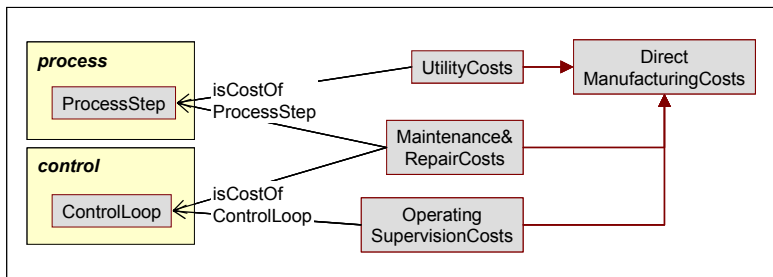 process
ProcessStep
control
ControlLoop
isCostOf
ProcessStep
isCostOf
ControlLoop
UtilityCosts
Maintenance&
RepairCosts
Operating
SupervisionCosts
Direct
ManufacturingCosts